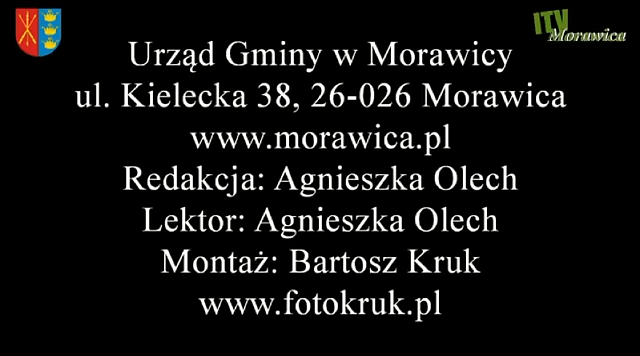 ITV
Morawica
Urząd Gminy w Morawicy
ul. Kielecka 38, 26-026 Morawica
www.morawica.pl
Redakcja: Agnieszka Olech
Lektor: Agnieszka Olech
Montaż: Bartosz Kruk
www.fotokruk.pl